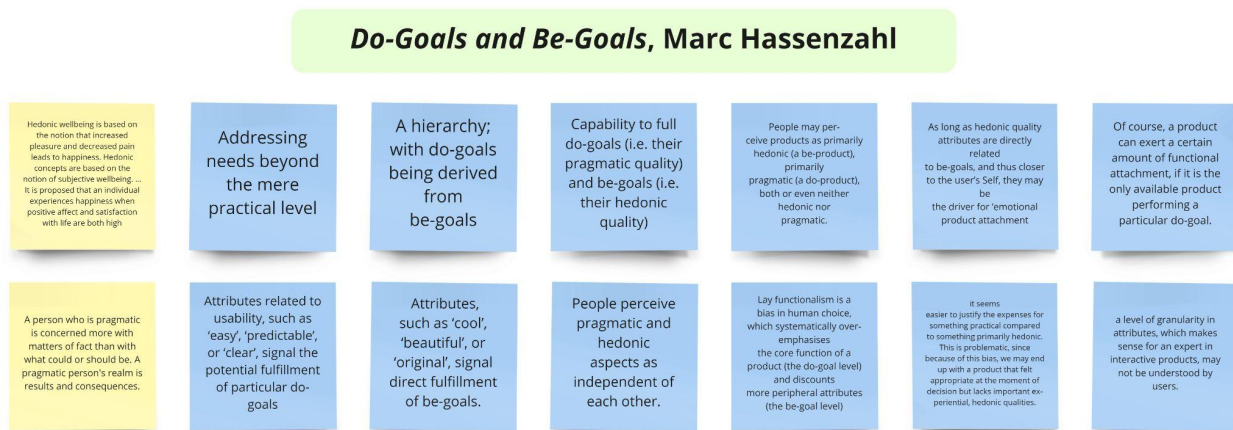 Do-Goals and Be-Goals, Marc Hassenzahl
Hedonic wellbeing is based on
the notion that increased
pleasure and decreased pain
leads to happiness. Hedonic
concepts are based on the
notion of subjective wellbeing. ...
It is proposed that an individual
experiences happiness when
positive affect and satisfaction
with life are both high
Addressing
needs beyond
the mere
practical level
A hierarchy;
with do-goals
being derived
from
be-goals
Capability to full
do-goals (i.e. their
pragmatic quality)
and be-goals (i.e.
their hedonic
quality)
People may per-
ceive products as primarily
hedonic (a be-product),
primarily
pragmatic (a do-product),
both or even neither
hedonic nor
pragmatic.
As long as hedonic quality
attributes are directly
related
to be-goals, and thus closer
to the user's Self, they may
be
the driver for 'emotional
product attachment
Of course, a product
can exert a certain
amount of functional
attachment, if it is the
only available product
performing a
particular do-goal.
A person who is pragmatic
is concerned more with
matters of fact than with
what could or should be. A
pragmatic person's realm is
results and consequences.
Attributes related to
usability, such as
'easy', 'predictable',
or 'clear', signal the
potential fulfillment
of particular do-
goals
Attributes,
such as 'cool',
'beautiful', or
'original', signal
direct fulfillment
of be-goals.
People perceive
pragmatic and
hedonic
aspects as
independent of
each other.
Lay functionalism is a
bias in human choice,
which systematically over-
emphasises
the core function of a
product (the do-goal level)
and discounts
more peripheral attributes
(the be-goal level)
it seems
easier to justify the expenses for
something practical compared
to something primarily hedonic.
This is problematic, since
because of this bias, we may end
up with a product that felt
appropriate at the moment of
decision but lacks important ex-
periential, hedonic qualities.
a level of granularity in
attributes, which makes
sense for an expert in
interactive products, may
not be understood by
users.